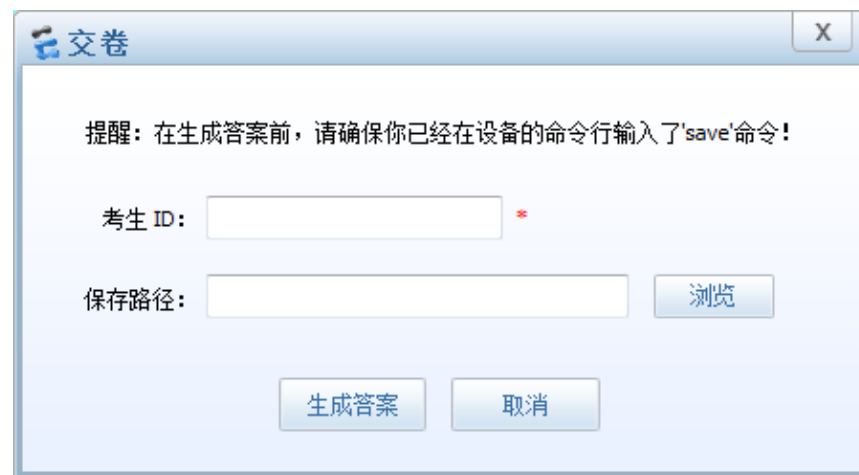 交卷
X
提醒：在生成答案前，请确保你已经在设备的命令行输入了'save'命令！
考生 ID：
*
保存路径：
浏览
生成答案
取消